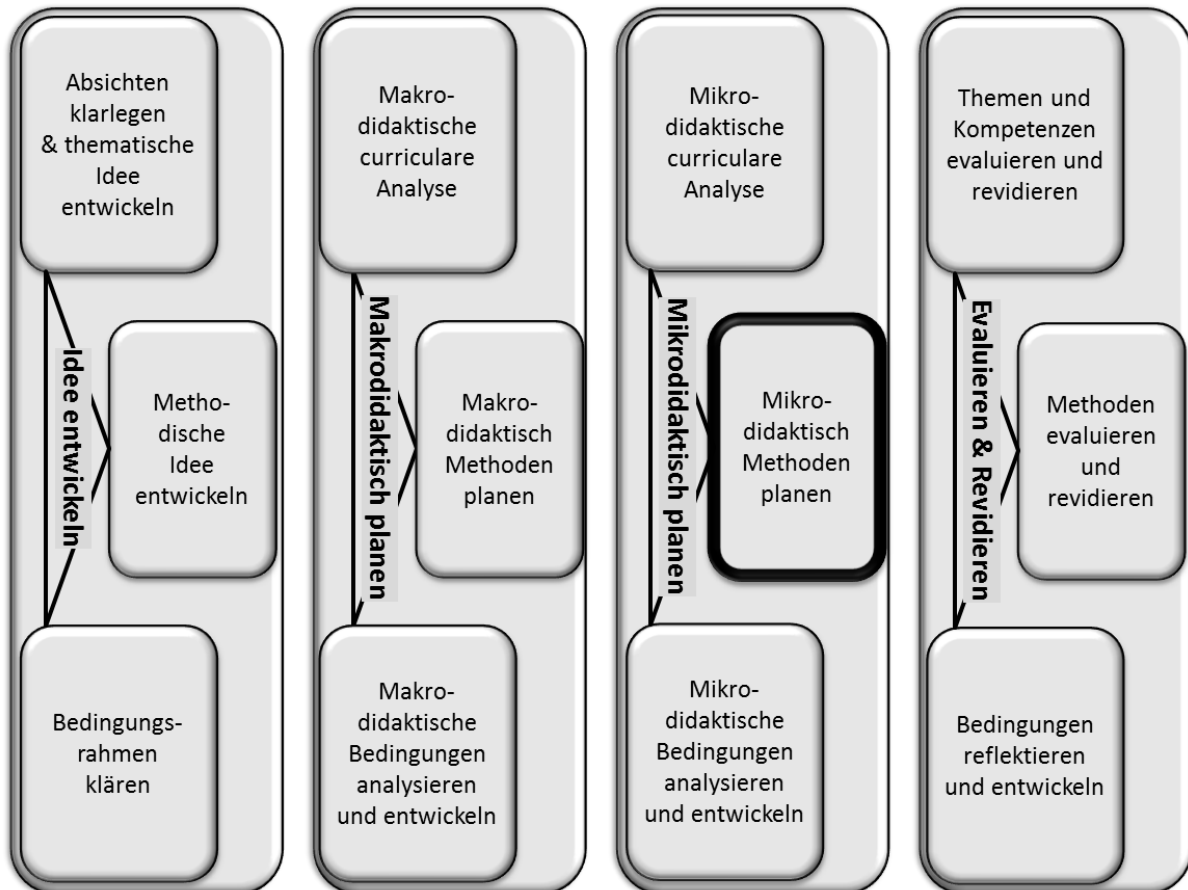 Absichten
klarlegen
& thematische
Idee
entwickeln
Idee entwickeln
Metho-
dische
Idee
entwickeln
Bedingungs-
rahmen
klären
Makro-
didaktische
curriculare
Analyse
Makrodidaktisch planen
Makro-
didaktisch
Methoden
planen
Makro-
didaktische
Bedingungen
analysieren
und entwickeln
Mikro-
didaktische
curriculare
Analyse
Mikrodidaktisch planen
Mikro-
didaktisch
Methoden
planen
Mikro-
didaktische
Bedingungen
analysieren
und entwickeln
Themen und
Kompetenzen
evaluieren und
revidieren
Evaluieren & Revidieren
Methoden
evaluieren
und
revidieren
Bedingungen
reflektieren
und entwickeln